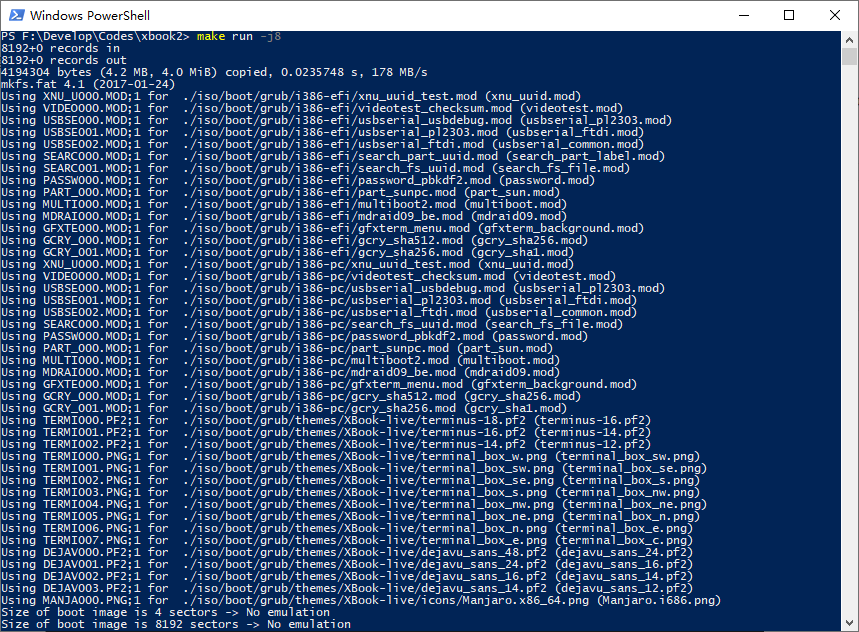 Windows PowerShell
PS F:\Develop\Codes\xbook2> make run -j8
8192+0 records in
8192+0 records out
4194304 bytes (4.2 MB, 4.0 MiB) copied, 0.0235748 s, 178 MB/s
mkfs.fat 4.1 (2017-01-24)
Using XNU_U000.MOD;1 for  ./iso/boot/grub/i386-efi/xnu_uuid_test.mod (xnu_uuid.mod)
Using VIDEO000.MOD;1 for  ./iso/boot/grub/i386-efi/videotest_checksum.mod (videotest.mod)
Using USBSE000.MOD;1 for  ./iso/boot/grub/i386-efi/usbserial_usbdebug.mod (usbserial_pl2303.mod)
Using USBSE001.MOD;1 for  ./iso/boot/grub/i386-efi/usbserial_pl2303.mod (usbserial_ftdi.mod)
Using USBSE002.MOD;1 for  ./iso/boot/grub/i386-efi/usbserial_ftdi.mod (usbserial_common.mod)
Using SEARC000.MOD;1 for  ./iso/boot/grub/i386-efi/search_part_uuid.mod (search_part_label.mod)
Using SEARC001.MOD;1 for  ./iso/boot/grub/i386-efi/search_fs_uuid.mod (search_fs_file.mod)
Using PASSW000.MOD;1 for  ./iso/boot/grub/i386-efi/password_pbkdf2.mod (password.mod)
Using PART_000.MOD;1 for  ./iso/boot/grub/i386-efi/part_sunpc.mod (part_sun.mod)
Using MULTI000.MOD;1 for  ./iso/boot/grub/i386-efi/multiboot2.mod (multiboot.mod)
Using MDRAI000.MOD;1 for  ./iso/boot/grub/i386-efi/mdraid09_be.mod (mdraid09.mod)
Using GFXTE000.MOD;1 for  ./iso/boot/grub/i386-efi/gfxterm_menu.mod (gfxterm_background.mod)
Using GCRY_000.MOD;1 for  ./iso/boot/grub/i386-efi/gcry_sha512.mod (gcry_sha256.mod)
Using GCRY_001.MOD;1 for  ./iso/boot/grub/i386-efi/gcry_sha256.mod (gcry_sha1.mod)
Using XNU_U000.MOD;1 for  ./iso/boot/grub/i386-pc/xnu_uuid_test.mod (xnu_uuid.mod)
Using VIDEO000.MOD;1 for  ./iso/boot/grub/i386-pc/videotest_checksum.mod (videotest.mod)
Using USBSE000.MOD;1 for  ./iso/boot/grub/i386-pc/usbserial_usbdebug.mod (usbserial_pl2303.mod)
Using USBSE001.MOD;1 for  ./iso/boot/grub/i386-pc/usbserial_pl2303.mod (usbserial_ftdi.mod)
Using USBSE002.MOD;1 for  ./iso/boot/grub/i386-pc/usbserial_ftdi.mod (usbserial_common.mod)
Using SEARC000.MOD;1 for  ./iso/boot/grub/i386-pc/search_fs_uuid.mod (search_fs_file.mod)
Using PASSW000.MOD;1 for  ./iso/boot/grub/i386-pc/password_pbkdf2.mod (password.mod)
Using PART_000.MOD;1 for  ./iso/boot/grub/i386-pc/part_sunpc.mod (part_sun.mod)
Using MULTI000.MOD;1 for  ./iso/boot/grub/i386-pc/multiboot2.mod (multiboot.mod)
Using MDRAI000.MOD;1 for  ./iso/boot/grub/i386-pc/mdraid09_be.mod (mdraid09.mod)
Using GFXTE000.MOD;1 for  ./iso/boot/grub/i386-pc/gfxterm_menu.mod (gfxterm_background.mod)
Using GCRY_000.MOD;1 for  ./iso/boot/grub/i386-pc/gcry_sha512.mod (gcry_sha256.mod)
Using GCRY_001.MOD;1 for  ./iso/boot/grub/i386-pc/gcry_sha256.mod (gcry_sha1.mod)
Using TERMI000.PF2;1 for  ./iso/boot/grub/themes/XBook-live/terminus-18.pf2 (terminus-16.pf2)
Using TERMI001.PF2;1 for  ./iso/boot/grub/themes/XBook-live/terminus-16.pf2 (terminus-14.pf2)
Using TERMI002.PF2;1 for  ./iso/boot/grub/themes/XBook-live/terminus-14.pf2 (terminus-12.pf2)
Using TERMI000.PNG;1 for  ./iso/boot/grub/themes/XBook-live/terminal_box_w.png (terminal_box_sw.png)
Using TERMI001.PNG;1 for  ./iso/boot/grub/themes/XBook-live/terminal_box_sw.png (terminal_box_se.png)
Using TERMI002.PNG;1 for  ./iso/boot/grub/themes/XBook-live/terminal_box_se.png (terminal_box_s.png)
Using TERMI003.PNG;1 for  ./iso/boot/grub/themes/XBook-live/terminal_box_s.png (terminal_box_nw.png)
Using TERMI004.PNG;1 for  ./iso/boot/grub/themes/XBook-live/terminal_box_nw.png (terminal_box_ne.png)
Using TERMI005.PNG;1 for  ./iso/boot/grub/themes/XBook-live/terminal_box_ne.png (terminal_box_n.png)
Using TERMI006.PNG;1 for  ./iso/boot/grub/themes/XBook-live/terminal_box_n.png (terminal_box_e.png)
Using TERMI007.PNG;1 for  ./iso/boot/grub/themes/XBook-live/terminal_box_e.png (terminal_box_c.png)
Using DEJAV000.PF2;1 for  ./iso/boot/grub/themes/XBook-live/dejavu_sans_48.pf2 (dejavu_sans_24.pf2)
Using DEJAV001.PF2;1 for  ./iso/boot/grub/themes/XBook-live/dejavu_sans_24.pf2 (dejavu_sans_16.pf2)
Using DEJAV002.PF2;1 for  ./iso/boot/grub/themes/XBook-live/dejavu_sans_16.pf2 (dejavu_sans_14.pf2)
Using DEJAV003.PF2;1 for  ./iso/boot/grub/themes/XBook-live/dejavu_sans_14.pf2 (dejavu_sans_12.pf2)
Using MANJA000.PNG;1 for  ./iso/boot/grub/themes/XBook-live/icons/Manjaro.x86_64.png (Manjaro.i686.png)
Size of boot image is 4 sectors -> No emulation
Size of boot image is 8192 sectors -> No emulation